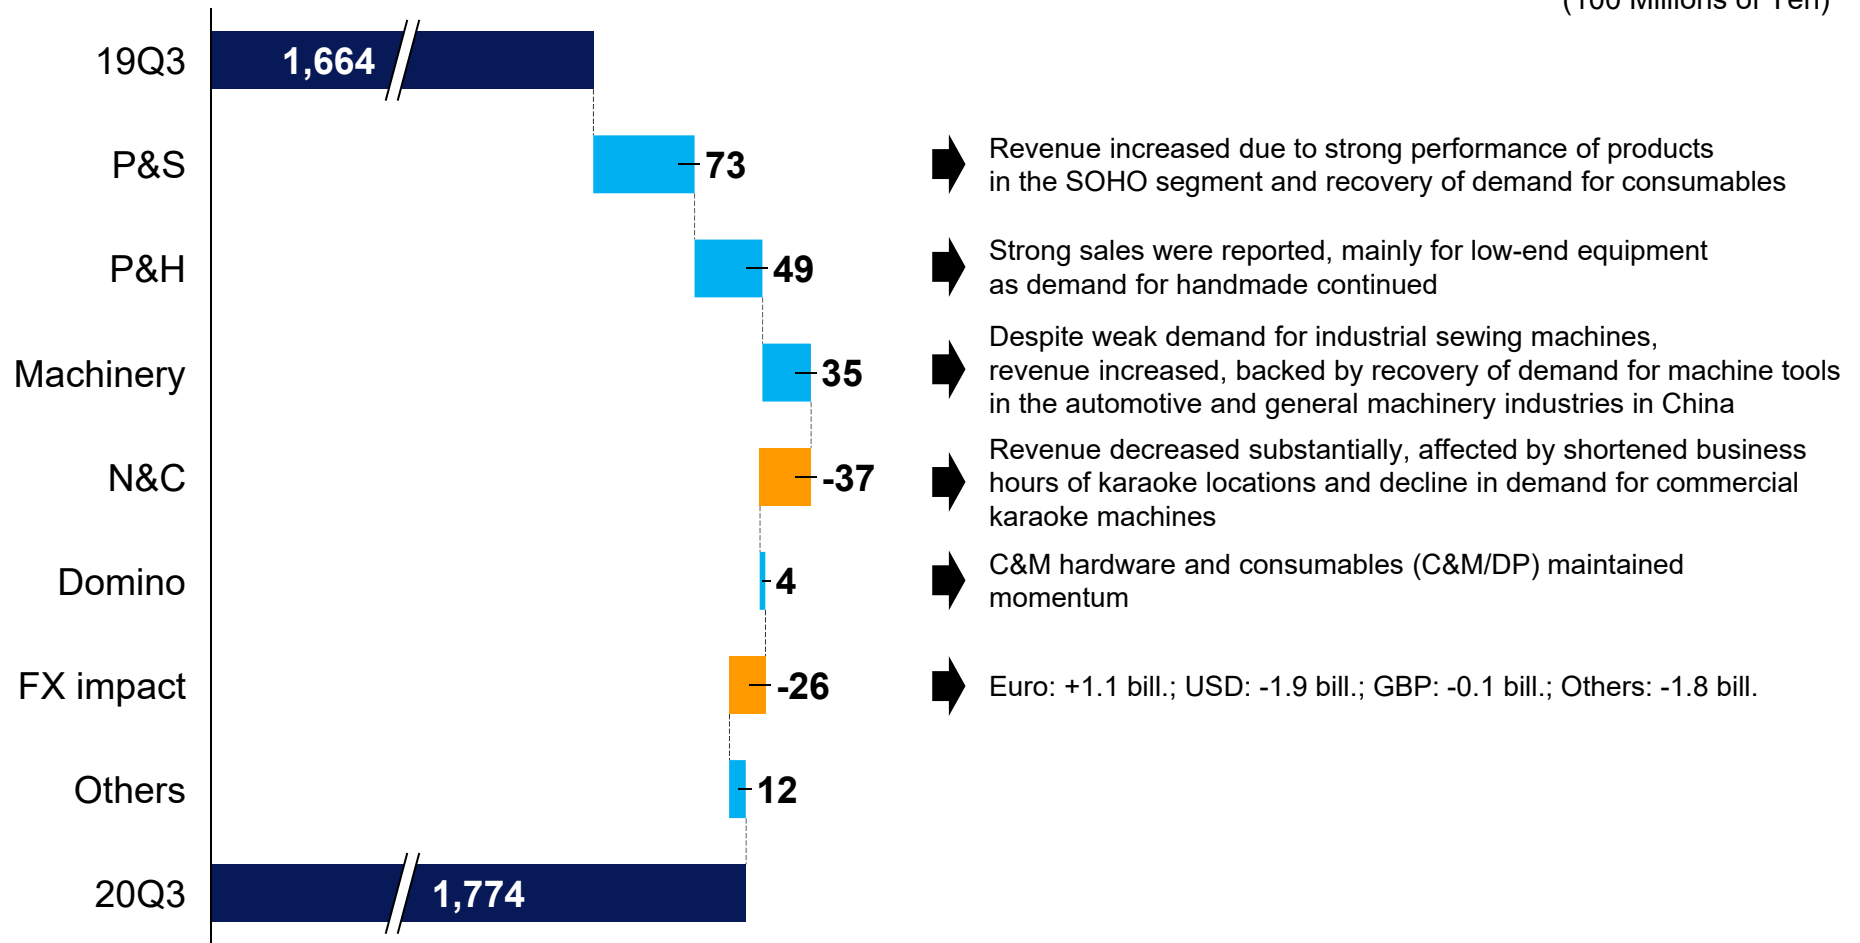 (100 Millions of Yen)
19Q3
1,664
P&S
73
Revenue increased due to strong performance of products
in the SOHO segment and recovery of demand for consumables
P&H
49
Strong sales were reported, mainly for low-end equipment
as demand for handmade continued
Machinery
35
Despite weak demand for industrial sewing machines,
revenue increased, backed by recovery of demand for machine tools
in the automotive and general machinery industries in China
N&C
-37
Revenue decreased substantially, affected by shortened business
hours of karaoke locations and decline in demand for commercial
karaoke machines
Domino
4
C&M hardware and consumables (C&M/DP) maintained
momentum
FX impact
-26
Euro: +1.1 bill.; USD: -1.9 bill.; GBP: -0.1 bill.; Others: -1.8 bill.
Others
12
20Q3
1,774